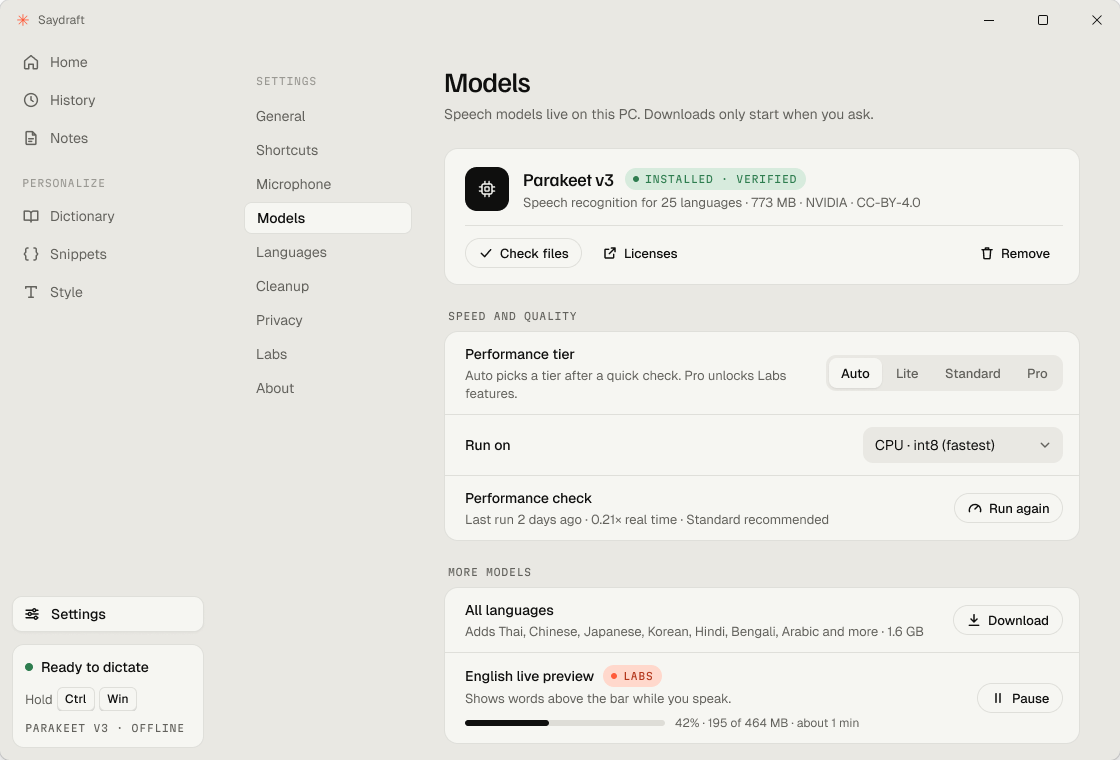 Saydraft
Home
History
Notes
PERSONALIZE
Dictionary
Snippets
Style
Settings
Ready to dictate
Hold Ctrl Win
PARAKEET V3 · OFFLINE
SETTINGS
General
Shortcuts
Microphone
Models
Languages
Cleanup
Privacy
Labs
About
Models
Speech models live on this PC. Downloads only start when you ask.
Parakeet v3 INSTALLED · VERIFIED
Speech recognition for 25 languages · 773 MB · NVIDIA · CC-BY-4.0
Check files Licenses Remove
SPEED AND QUALITY
Performance tier
Auto picks a tier after a quick check. Pro unlocks Labs
features.
Auto Lite Standard Pro
Run on CPU · int8 (fastest)
Performance check
Last run 2 days ago · 0.21× real time · Standard recommended
Run again
MORE MODELS
All languages
Adds Thai, Chinese, Japanese, Korean, Hindi, Bengali, Arabic and more · 1.6 GB
Download
English live preview LABS
Shows words above the bar while you speak.
42% · 195 of 464 MB · about 1 min
Pause